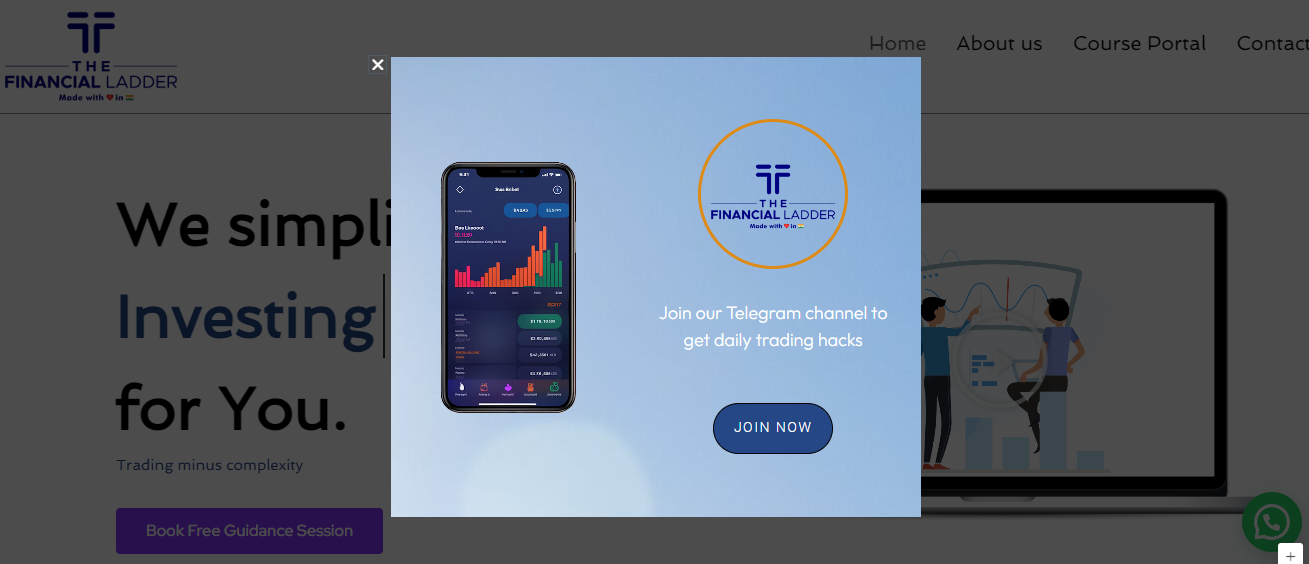 THE
FINANCIAL LADDER
Made with ❤ in
Home About us Course Portal Contact
We simpli
Investing
for You.
Trading minus complexity
Book Free Guidance Session
THE
FINANCIAL LADDER
Made with ❤ in
Join our Telegram channel to
get daily trading hacks
JOIN NOW